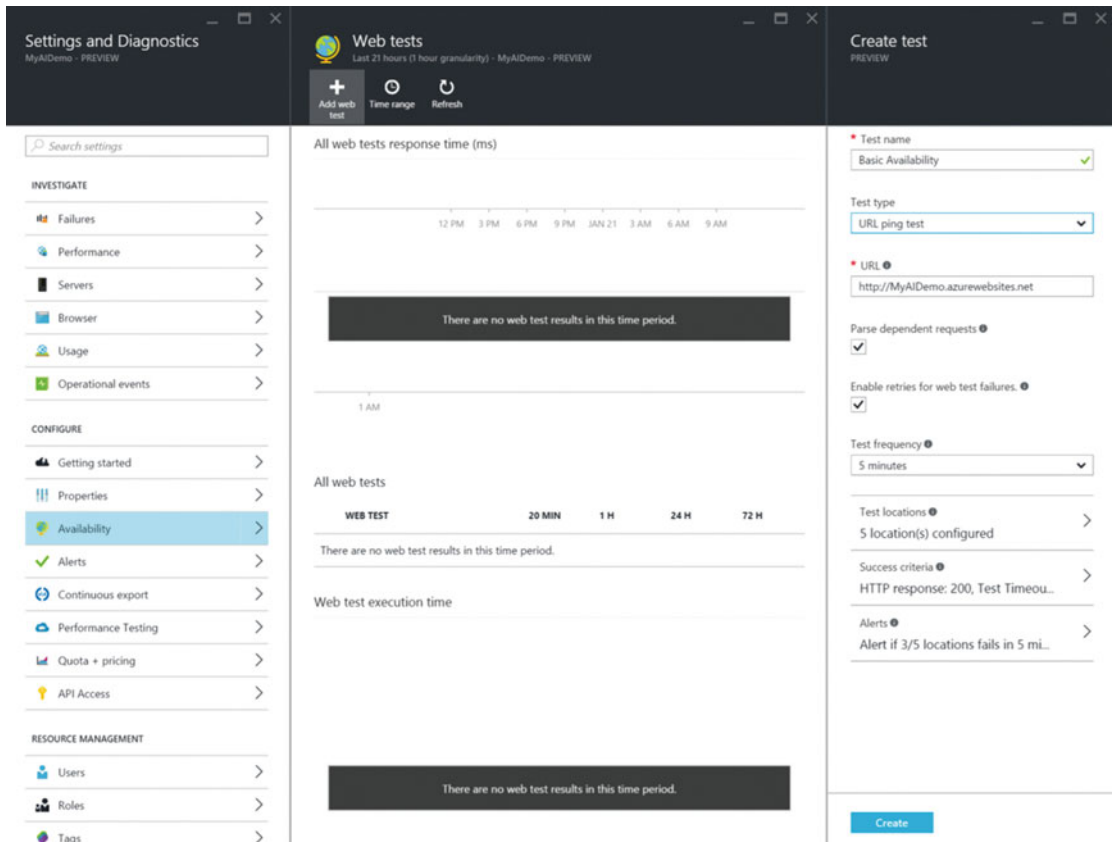 Settings and Diagnostics
MyAIDemo - PREVIEW
Search settings
INVESTIGATE
Failures
Performance
Servers
Browser
Usage
Operational events
CONFIGURE
Getting started
Properties
Availability
Alerts
Continuous export
Performance Testing
Quota + pricing
API Access
RESOURCE MANAGEMENT
Users
Roles
Tags
Web tests
Last 21 hours (1 hour granularity) - MyAIDemo - PREVIEW
Add web test
Time range
Refresh
All web tests response time (ms)
12 PM 3 PM 6 PM 9 PM JAN 21 3 AM 6 AM 9 AM
There are no web test results in this time period.
1 AM
All web tests
WEB TEST 20 MIN 1 H 24 H 72 H
There are no web test results in this time period.
Web test execution time
There are no web test results in this time period.
Create test
PREVIEW
* Test name
Basic Availability
Test type
URL ping test
* URL
http://MyAIDemo.azurewebsites.net
Parse dependent requests
Enable retries for web test failures.
Test frequency
5 minutes
Test locations
5 location(s) configured
Success criteria
HTTP response: 200, Test Timeou...
Alerts
Alert if 3/5 locations fails in 5 mi...
Create